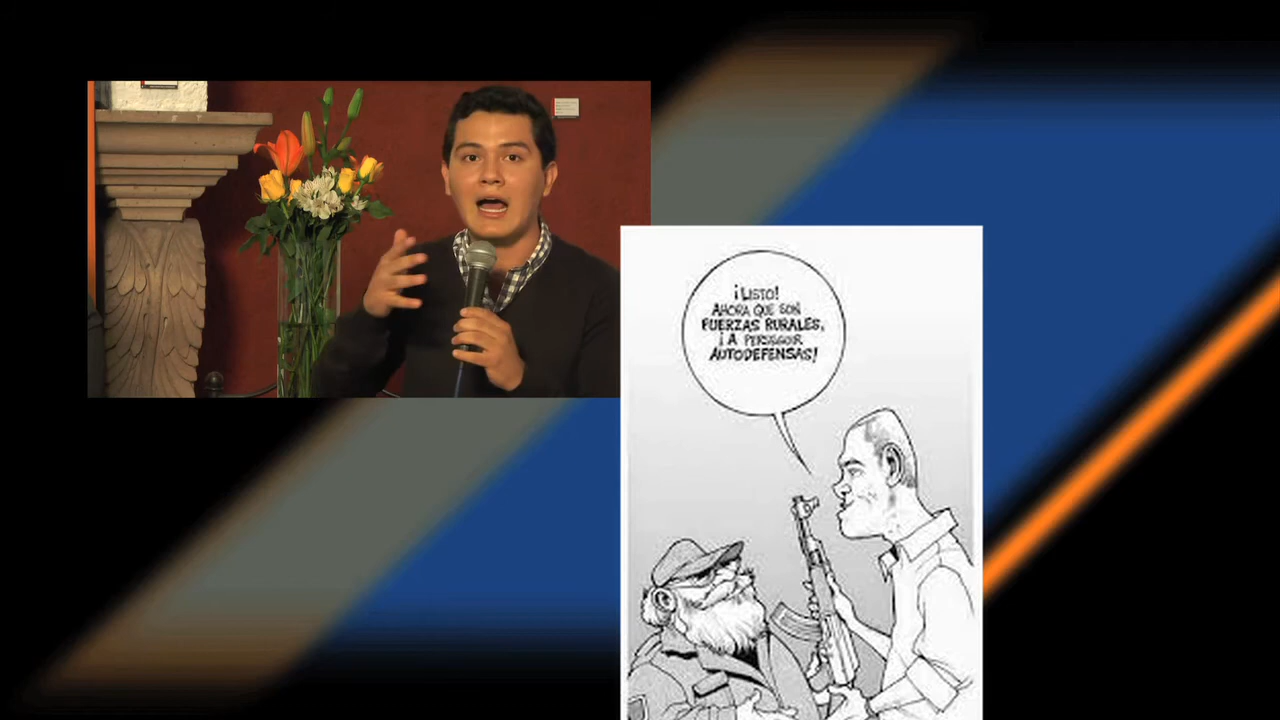 ¡LISTO!
AHORA QUE SON
FUERZAS RURALES,
¡A PERSEGUIR
AUTODEFENSAS!